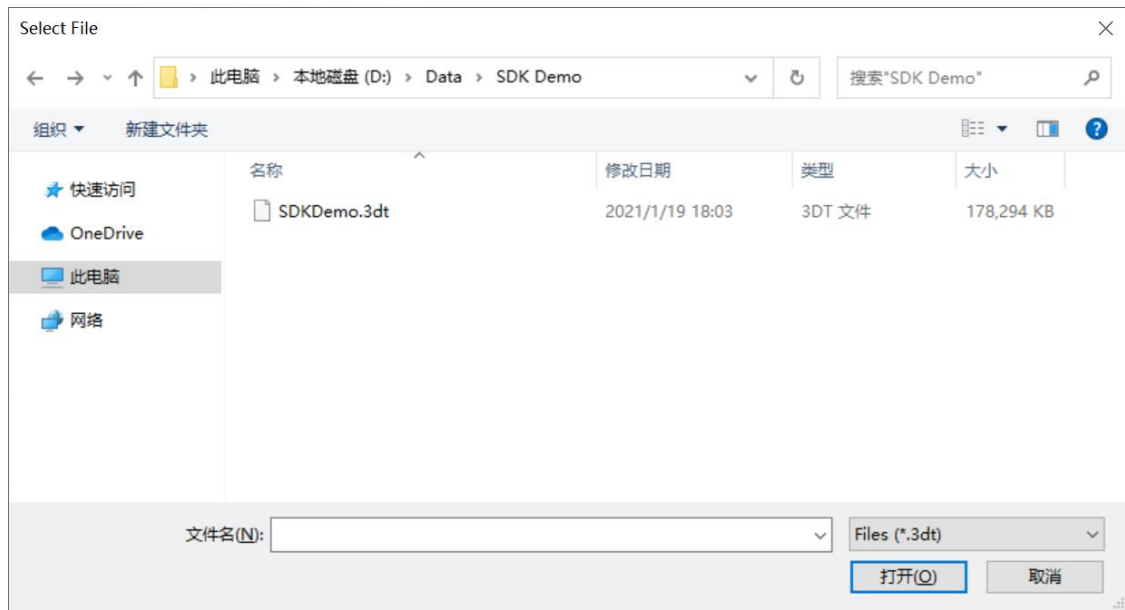 Select File
此电脑 › 本地磁盘 (D:) › Data › SDK Demo
搜索"SDK Demo"
组织 新建文件夹
名称 修改日期 类型 大小
快速访问
SDKDemo.3dt 2021/1/19 18:03 3DT 文件 178,294 KB
OneDrive
此电脑
网络
文件名(N):
Files (*.3dt)
打开(O) 取消